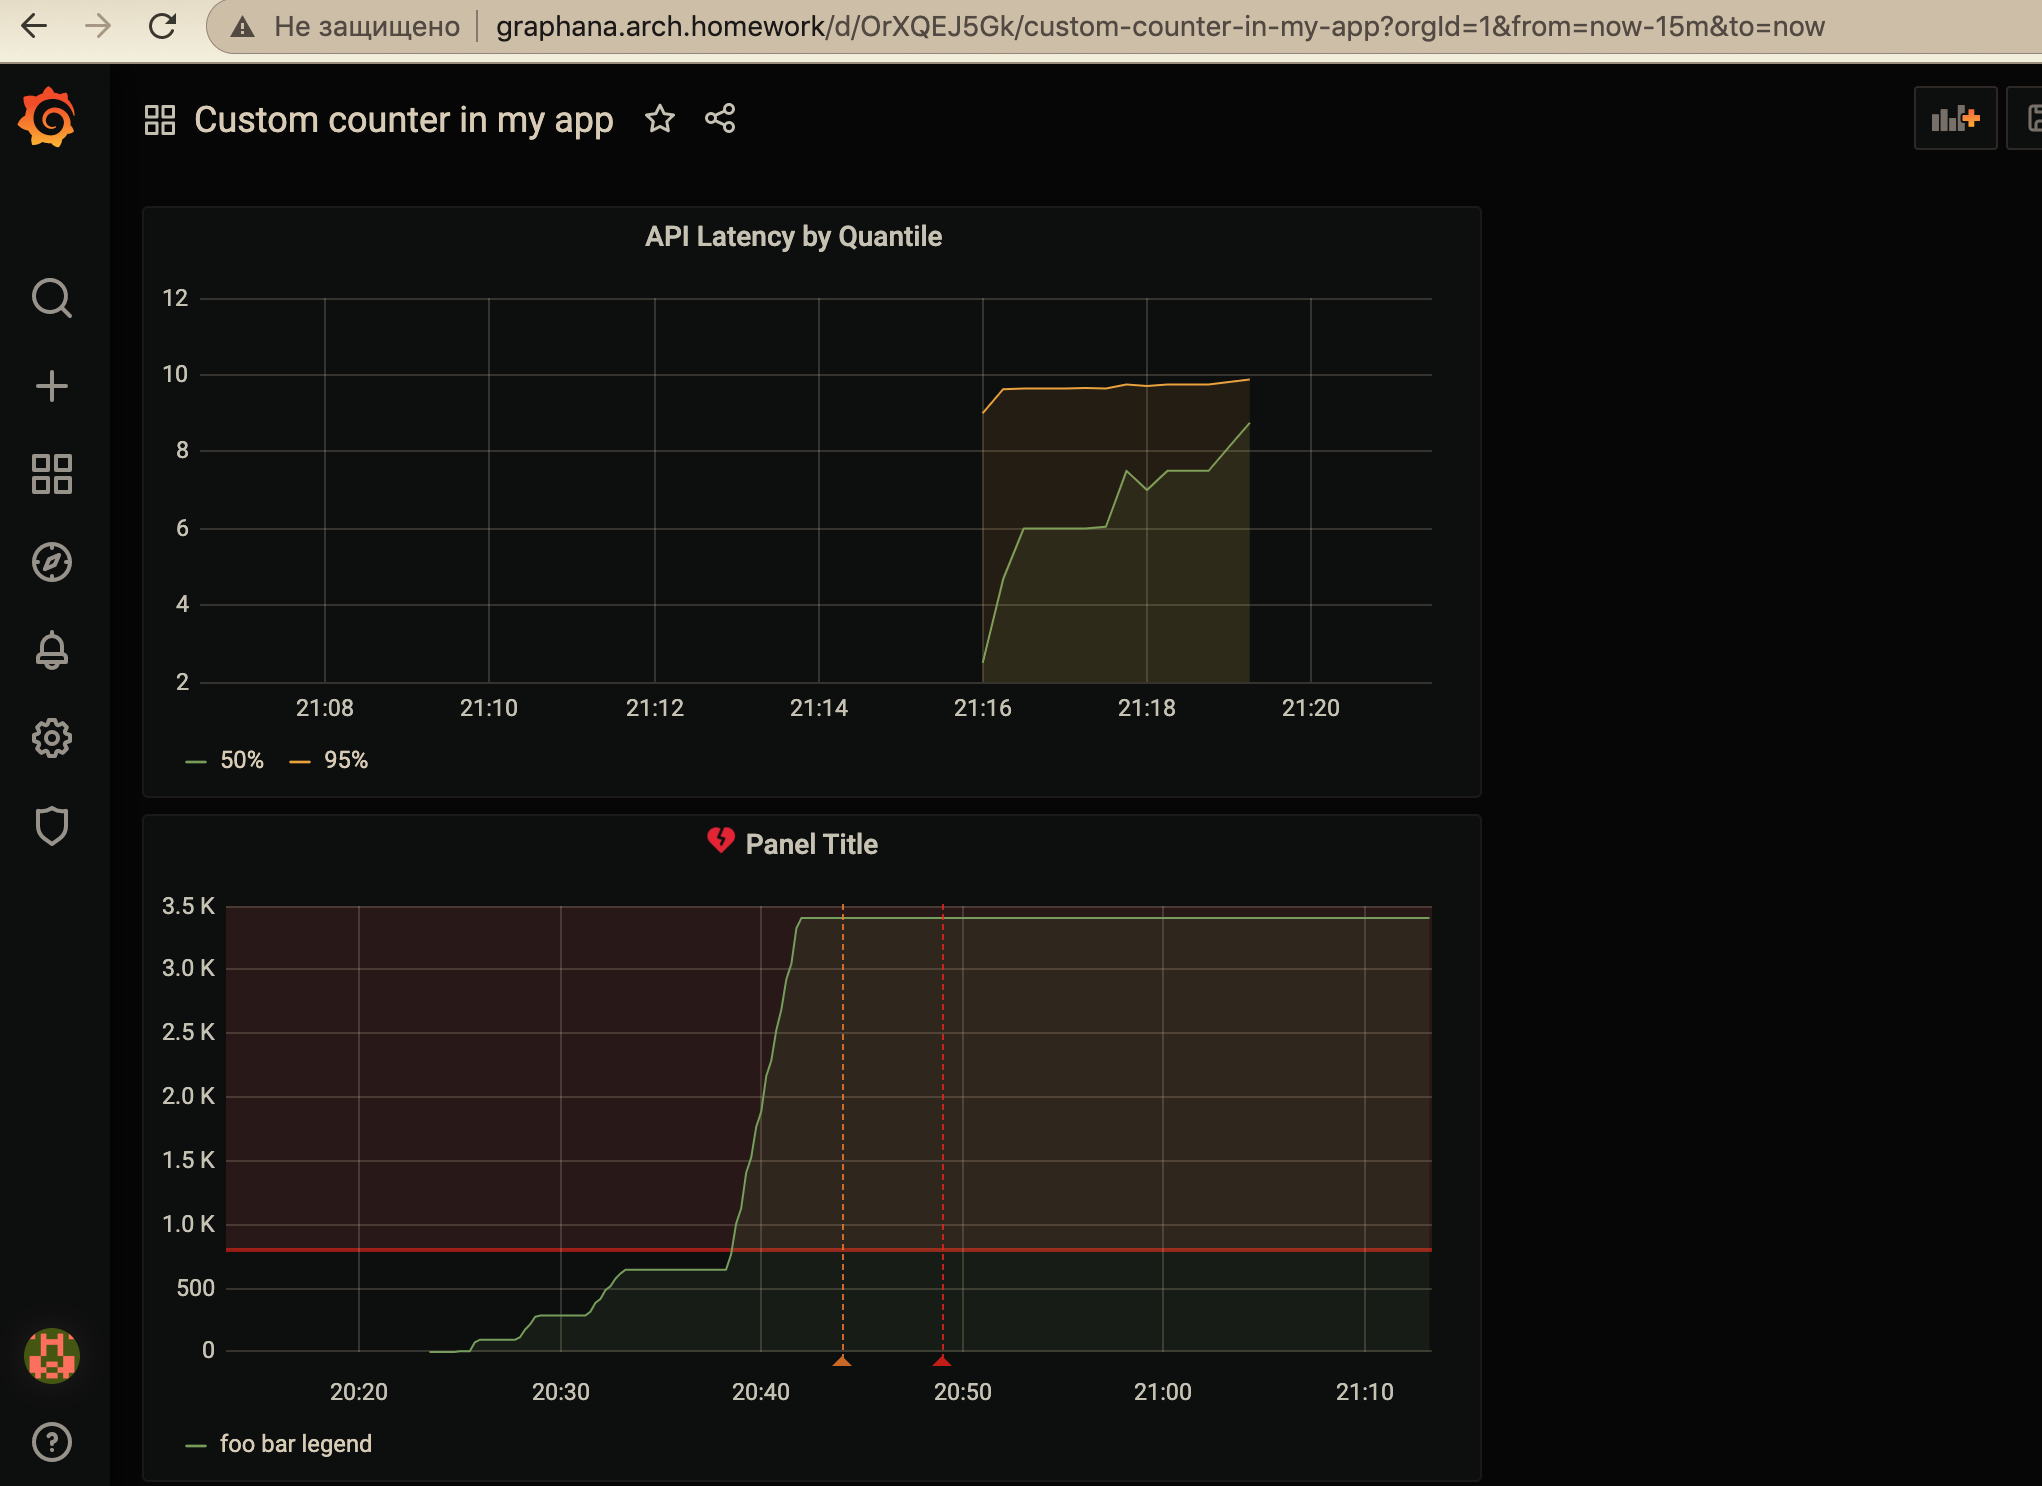 Не защищено graphana.arch.homework/d/OrXQEJ5Gk/custom-counter-in-my-app?orgId=1&from=now-15m&to=now
Custom counter in my app
API Latency by Quantile
12
10
8
6
4
2
21:08 21:10 21:12 21:14 21:16 21:18 21:20
50% 95%
Panel Title
3.5 K
3.0 K
2.5 K
2.0 K
1.5 K
1.0 K
500
0
20:20 20:30 20:40 20:50 21:00 21:10
foo bar legend